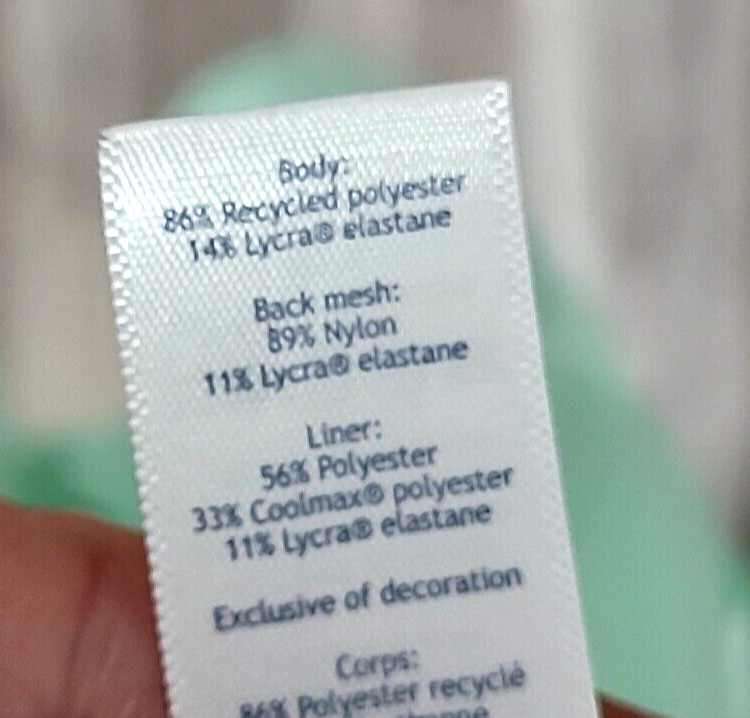 Body:
86% Recycled polyester
14% Lycra® elastane
Back mesh:
89% Nylon
11% Lycra® elastane
Liner:
56% Polyester
33% Coolmax® polyester
11% Lycra® elastane
Exclusive of decoration
Corps:
86% Polyester recyclé